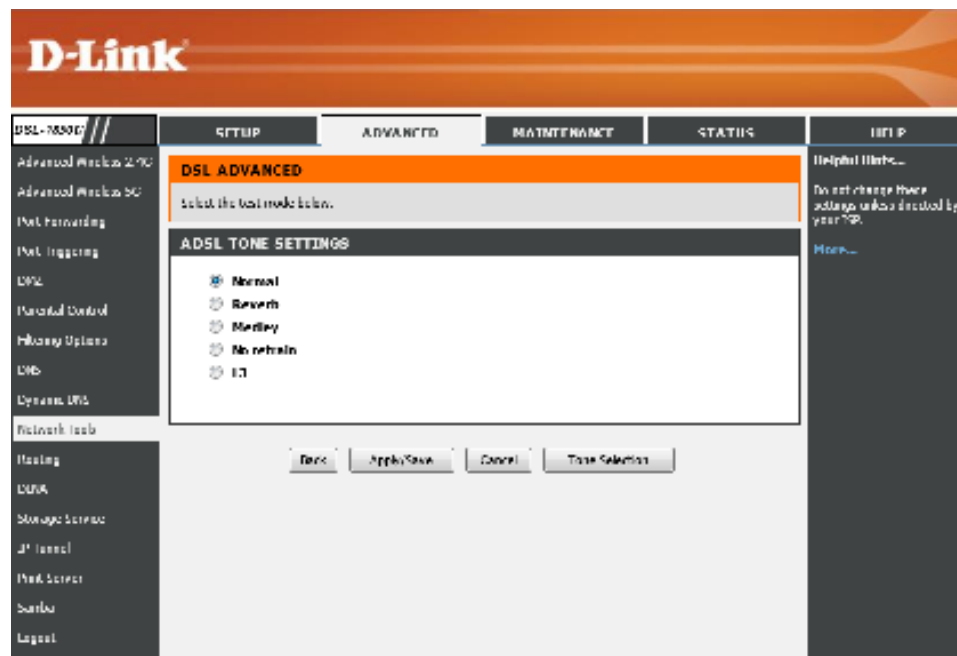 D-Link
SETUP
ADVANCED
MAINTENANCE
STATUS
HELP
Advanced Wireless 2.4G
Advanced Wireless 5G
Port Forwarding
Port Triggering
DMZ
Parental Control
Filtering Options
DNS
Dynamic DNS
Network Tools
Routing
DLNA
Storage Service
IP Tunnel
Print Server
Samba
Logout
DSL ADVANCED
Select the test mode below.
ADSL TONE SETTINGS
Normal
Reverb
Medley
No retrain
L3
Back
Apply/Save
Cancel
Tone Selection
Helpful Hints...
Do not change these
settings unless directed by
your ISP.
More...